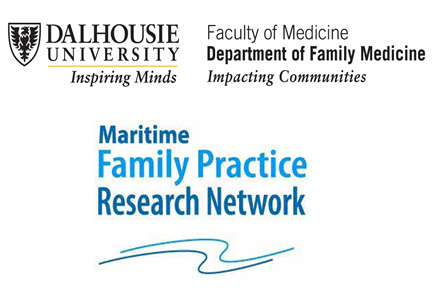 DALHOUSIE
UNIVERSITY
Inspiring Minds
Faculty of Medicine
Department of Family Medicine
Impacting Communities
Maritime
Family Practice
Research Network